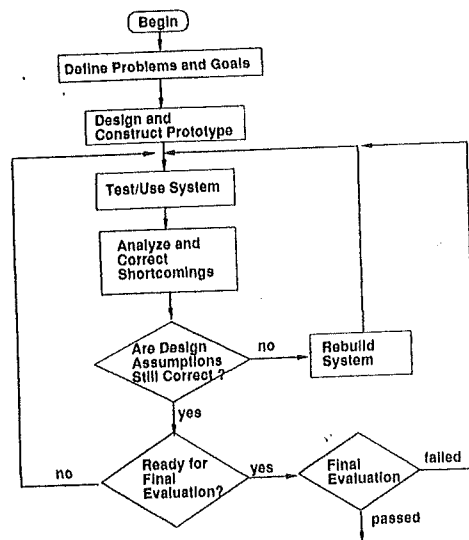 Begin
Define Problems and Goals
Design and
Construct Prototype
Test/Use System
Analyze and
Correct
Shortcomings
Are Design
Assumptions
Still Correct ?
no
Rebuild
System
yes
no
Ready for
Final
Evaluation?
yes
Final
Evaluation
failed
passed